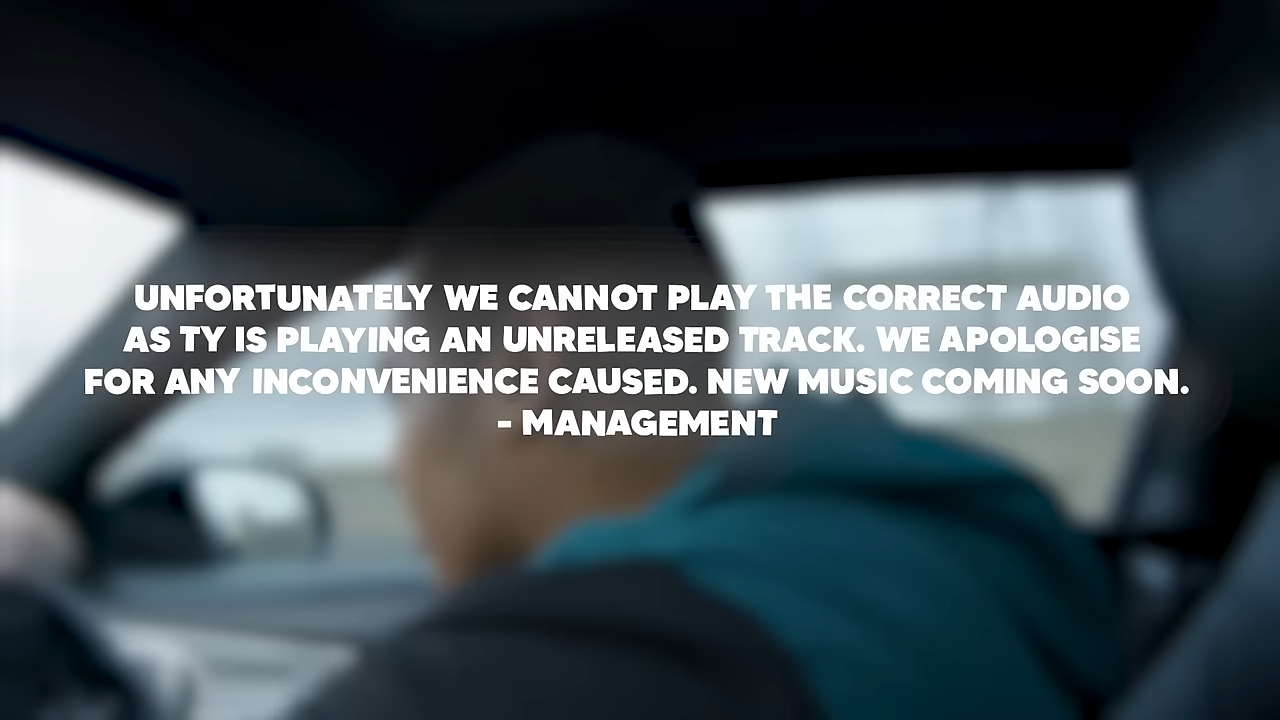 UNFORTUNATELY WE CANNOT PLAY THE CORRECT AUDIO
AS TY IS PLAYING AN UNRELEASED TRACK. WE APOLOGISE
FOR ANY INCONVENIENCE CAUSED. NEW MUSIC COMING SOON.
- MANAGEMENT